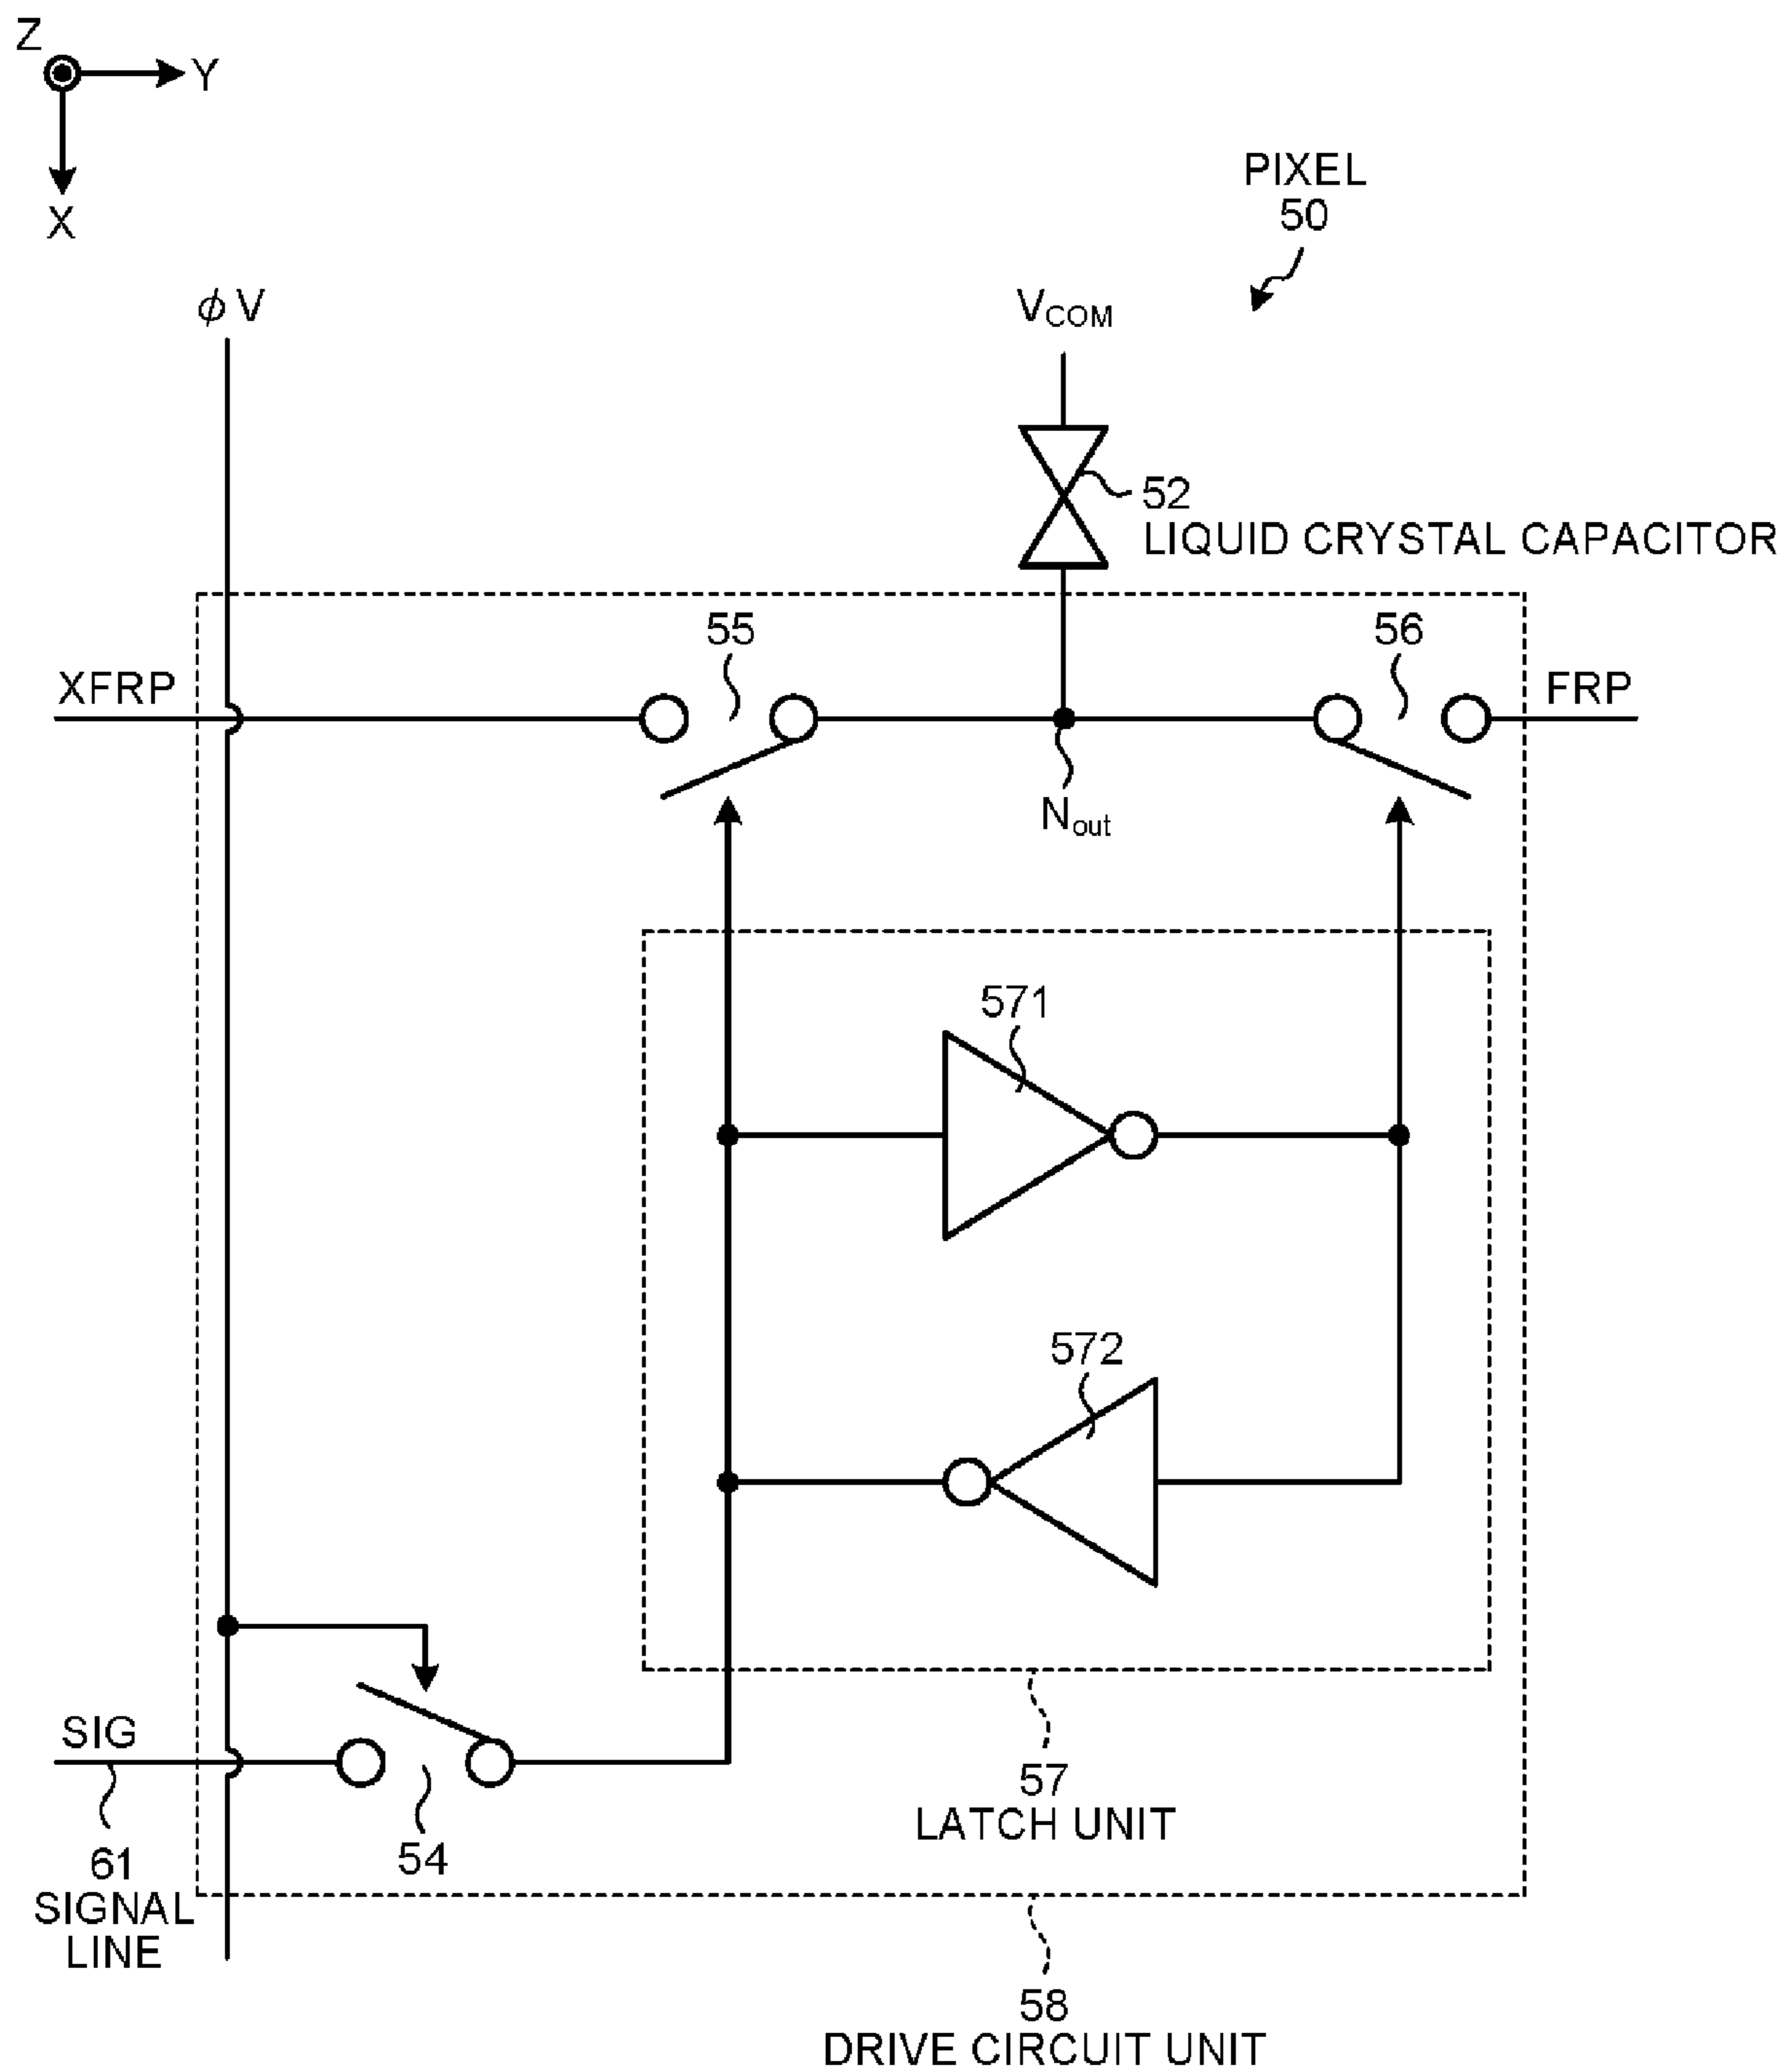 Z
Y
X
PIXEL
50
φV
VCOM
52
LIQUID CRYSTAL CAPACITOR
55
56
XFRP
FRP
Nout
571
572
SIG
61
SIGNAL
LINE
54
57
LATCH UNIT
58
DRIVE CIRCUIT UNIT